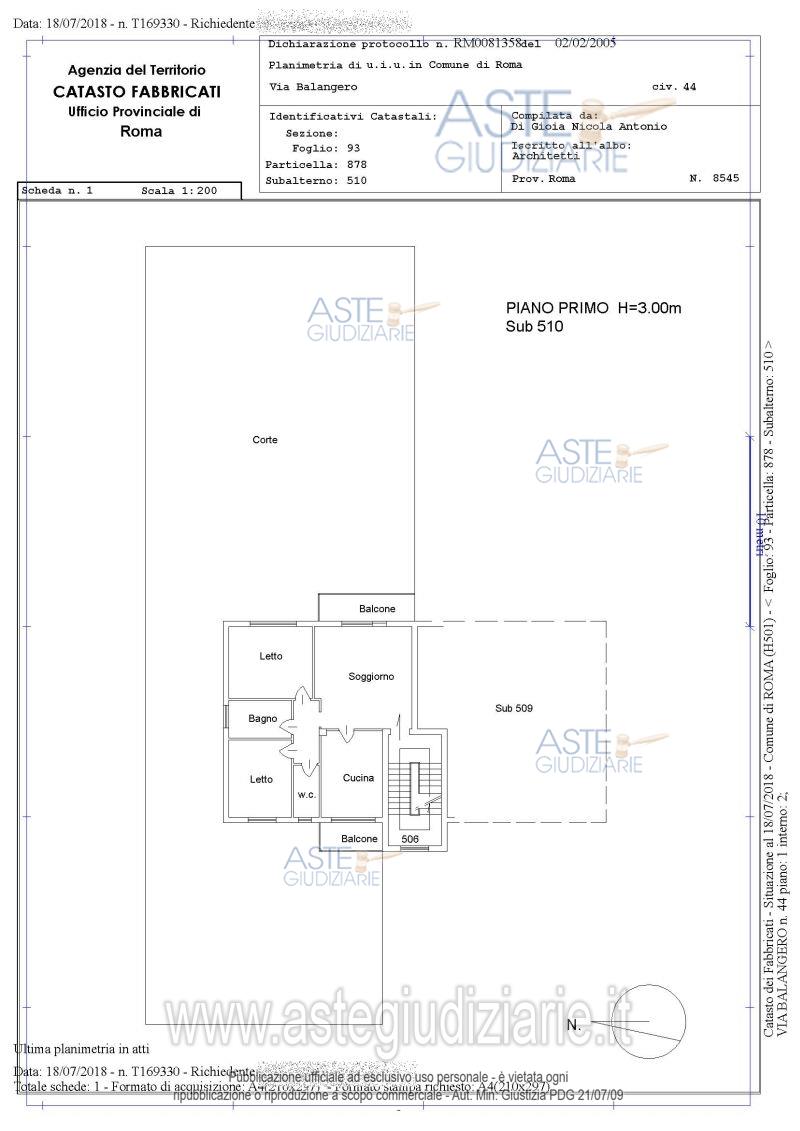 Data: 18/07/2018 - n. T169330 - Richiedente
Agenzia del Territorio
CATASTO FABBRICATI
Ufficio Provinciale di
Roma
Dichiarazione protocollo n. RM0081358del 02/02/2005
Planimetria di u.i.u. in Comune di Roma
Via Balangero civ. 44
Identificativi Catastali:
Sezione:
Foglio: 93
Particella: 878
Subalterno: 510
Compilata da:
Di Gioia Nicola Antonio
Iscritto all'albo:
Architetti
Prov. Roma N. 8545
ASTE
GIUDIZIARIE
Scheda n. 1 Scala 1:200
PIANO PRIMO H=3.00m
Sub 510
ASTE
GIUDIZIARIE
Corte
ASTE
GIUDIZIARIE
10 metri
Balcone
Letto
Soggiorno
Bagno
Sub 509
Letto
w.c.
Cucina
ASTE
GIUDIZIARIE
Balcone
506
ASTE
GIUDIZIARIE
N.
www.astegiudiziarie.it
Catasto dei Fabbricati - Situazione al 18/07/2018 - Comune di ROMA (H501) - < Foglio: 93 - Particella: 878 - Subalterno: 510 >
VIA BALANGERO n. 44 piano: 1 interno: 2;
Ultima planimetria in atti
Data: 18/07/2018 - n. T169330 - Richiedente
Totale schede: 1 - Formato di acquisizione: A4(210x297) - Formato stampa richiesto: A4(210x297)
Pubblicazione ufficiale ad esclusivo uso personale - è vietata ogni
ripubblicazione o riproduzione a scopo commerciale - Aut. Min. Giustizia PDG 21/07/09